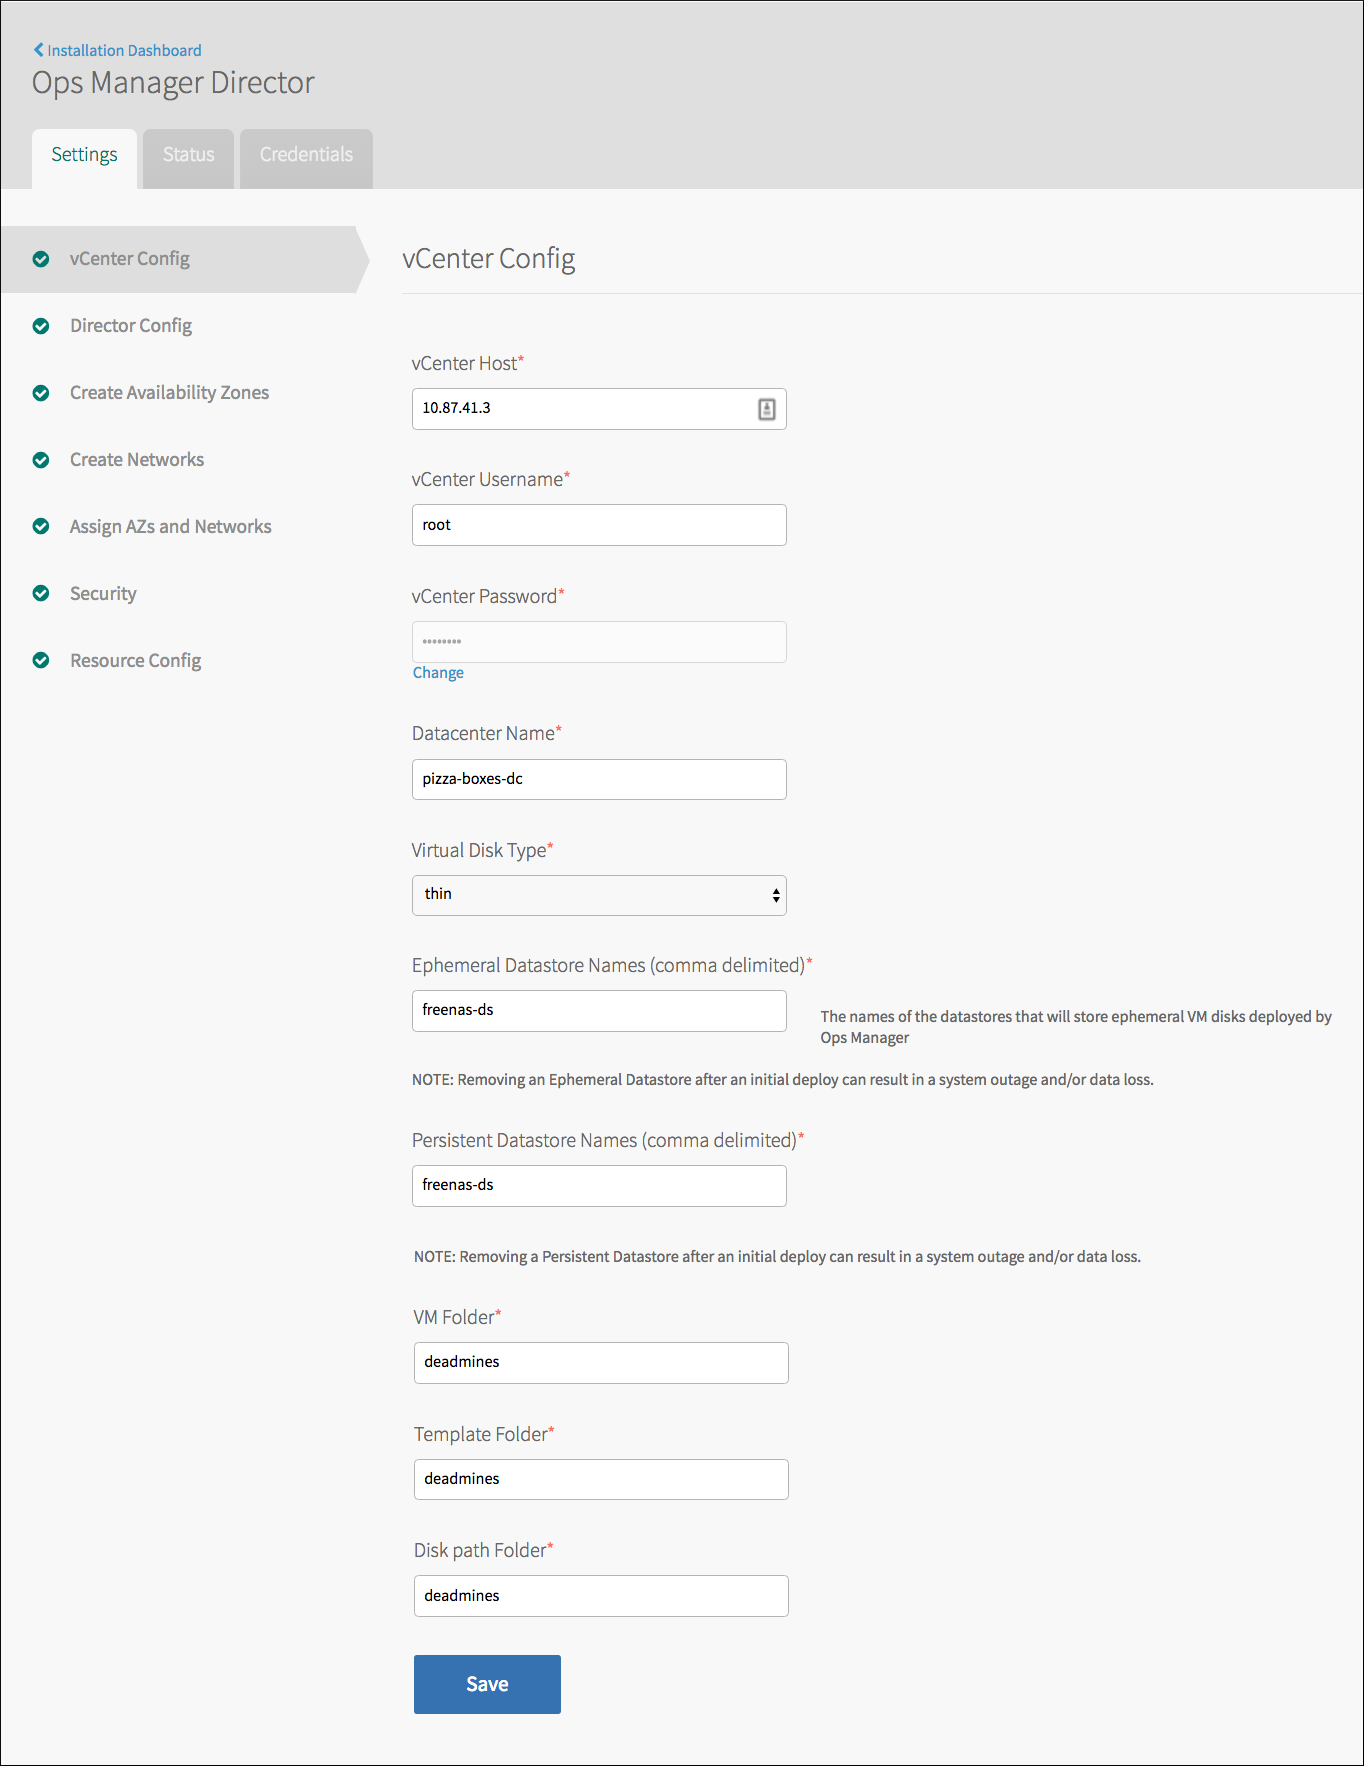 Installation Dashboard
Ops Manager Director
Settings
Status
Credentials
vCenter Config
Director Config
Create Availability Zones
Create Networks
Assign AZs and Networks
Security
Resource Config
vCenter Config
vCenter Host*
10.87.41.3
vCenter Username*
root
vCenter Password*
••••••••
Change
Datacenter Name*
pizza-boxes-dc
Virtual Disk Type*
thin
Ephemeral Datastore Names (comma delimited)*
freenas-ds
The names of the datastores that will store ephemeral VM disks deployed by
Ops Manager
NOTE: Removing an Ephemeral Datastore after an initial deploy can result in a system outage and/or data loss.
Persistent Datastore Names (comma delimited)*
freenas-ds
NOTE: Removing a Persistent Datastore after an initial deploy can result in a system outage and/or data loss.
VM Folder*
deadmines
Template Folder*
deadmines
Disk path Folder*
deadmines
Save